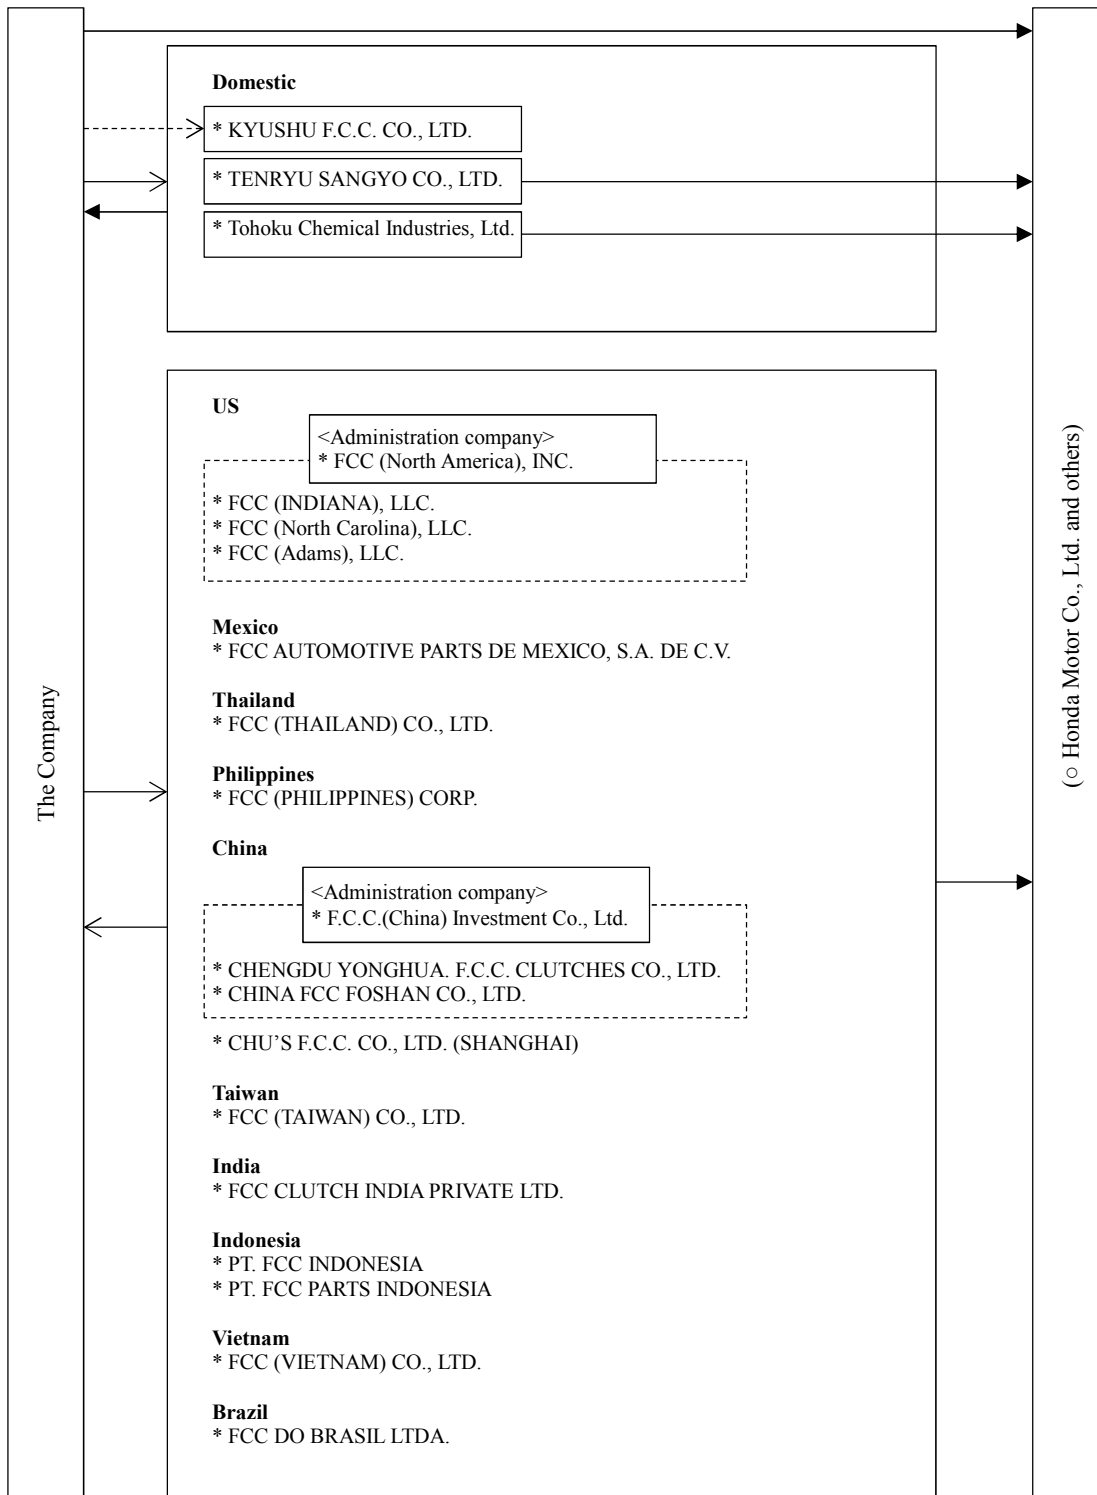 Domestic
* KYUSHU F.C.C. CO., LTD.
* TENRYU SANGYO CO., LTD.
* Tohoku Chemical Industries, Ltd.
US
<Administration company>
* FCC (North America), INC.
* FCC (INDIANA), LLC.
* FCC (North Carolina), LLC.
* FCC (Adams), LLC.
Mexico
* FCC AUTOMOTIVE PARTS DE MEXICO, S.A. DE C.V.
Thailand
* FCC (THAILAND) CO., LTD.
Philippines
* FCC (PHILIPPINES) CORP.
China
<Administration company>
* F.C.C.(China) Investment Co., Ltd.
* CHENGDU YONGHUA. F.C.C. CLUTCHES CO., LTD.
* CHINA FCC FOSHAN CO., LTD.
* CHU’S F.C.C. CO., LTD. (SHANGHAI)
Taiwan
* FCC (TAIWAN) CO., LTD.
India
* FCC CLUTCH INDIA PRIVATE LTD.
Indonesia
* PT. FCC INDONESIA
* PT. FCC PARTS INDONESIA
Vietnam
* FCC (VIETNAM) CO., LTD.
Brazil
* FCC DO BRASIL LTDA.
The Company
(○ Honda Motor Co., Ltd. and others)